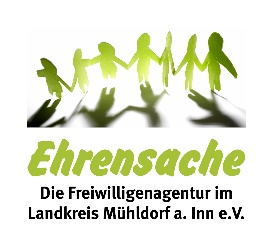 Ehrensache
Die Freiwilligenagentur im
Landkreis Mühldorf a. Inn e.V.